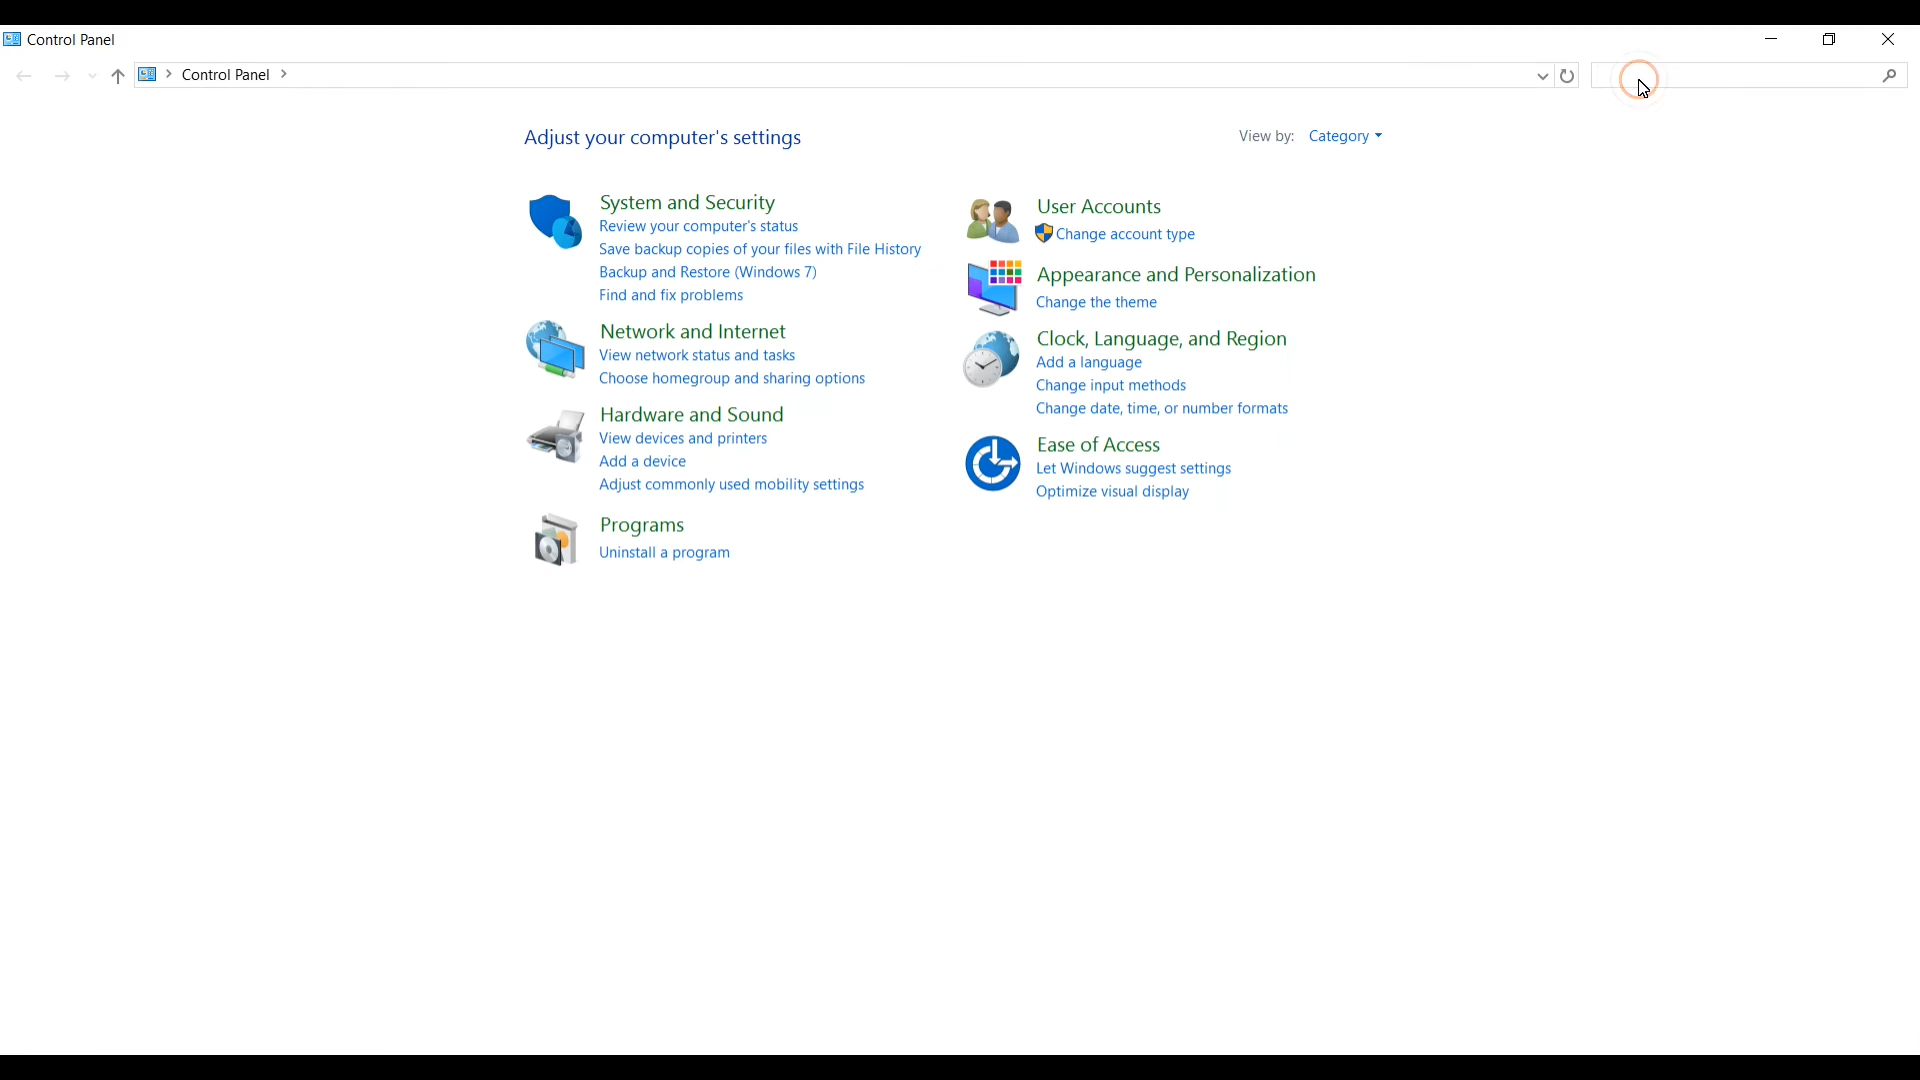 Control Panel
Control Panel
Adjust your computer's settings
View by: Category
System and Security
Review your computer's status
Save backup copies of your files with File History
Backup and Restore (Windows 7)
Find and fix problems
Network and Internet
View network status and tasks
Choose homegroup and sharing options
Hardware and Sound
View devices and printers
Add a device
Adjust commonly used mobility settings
Programs
Uninstall a program
User Accounts
Change account type
Appearance and Personalization
Change the theme
Clock, Language, and Region
Add a language
Change input methods
Change date, time, or number formats
Ease of Access
Let Windows suggest settings
Optimize visual display